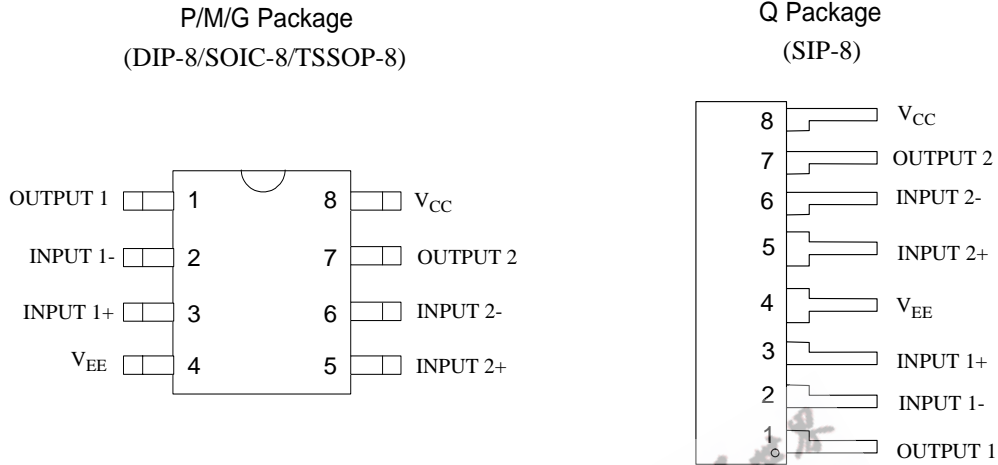 P/M/G Package
(DIP-8/SOIC-8/TSSOP-8)
OUTPUT 1 1 8 VCC
INPUT 1- 2 7 OUTPUT 2
INPUT 1+ 3 6 INPUT 2-
VEE 4 5 INPUT 2+
Q Package
(SIP-8)
8 VCC
7 OUTPUT 2
6 INPUT 2-
5 INPUT 2+
4 VEE
3 INPUT 1+
2 INPUT 1-
1 OUTPUT 1